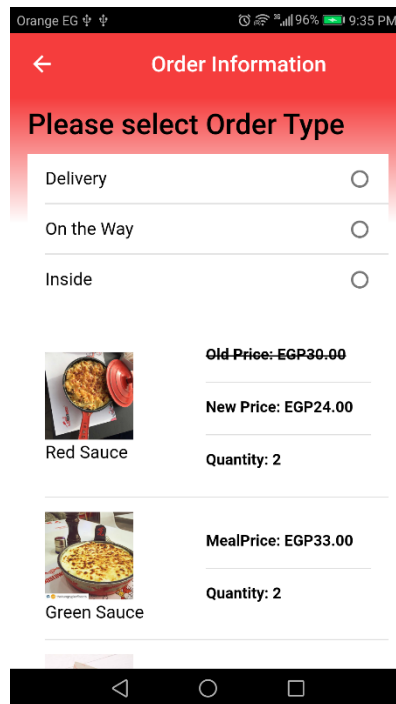 Orange EG 96% 9:35 PM
Order Information
Please select Order Type
Delivery
On the Way
Inside
Old Price: EGP30.00
New Price: EGP24.00
Red Sauce
Quantity: 2
MealPrice: EGP33.00
Quantity: 2
Green Sauce